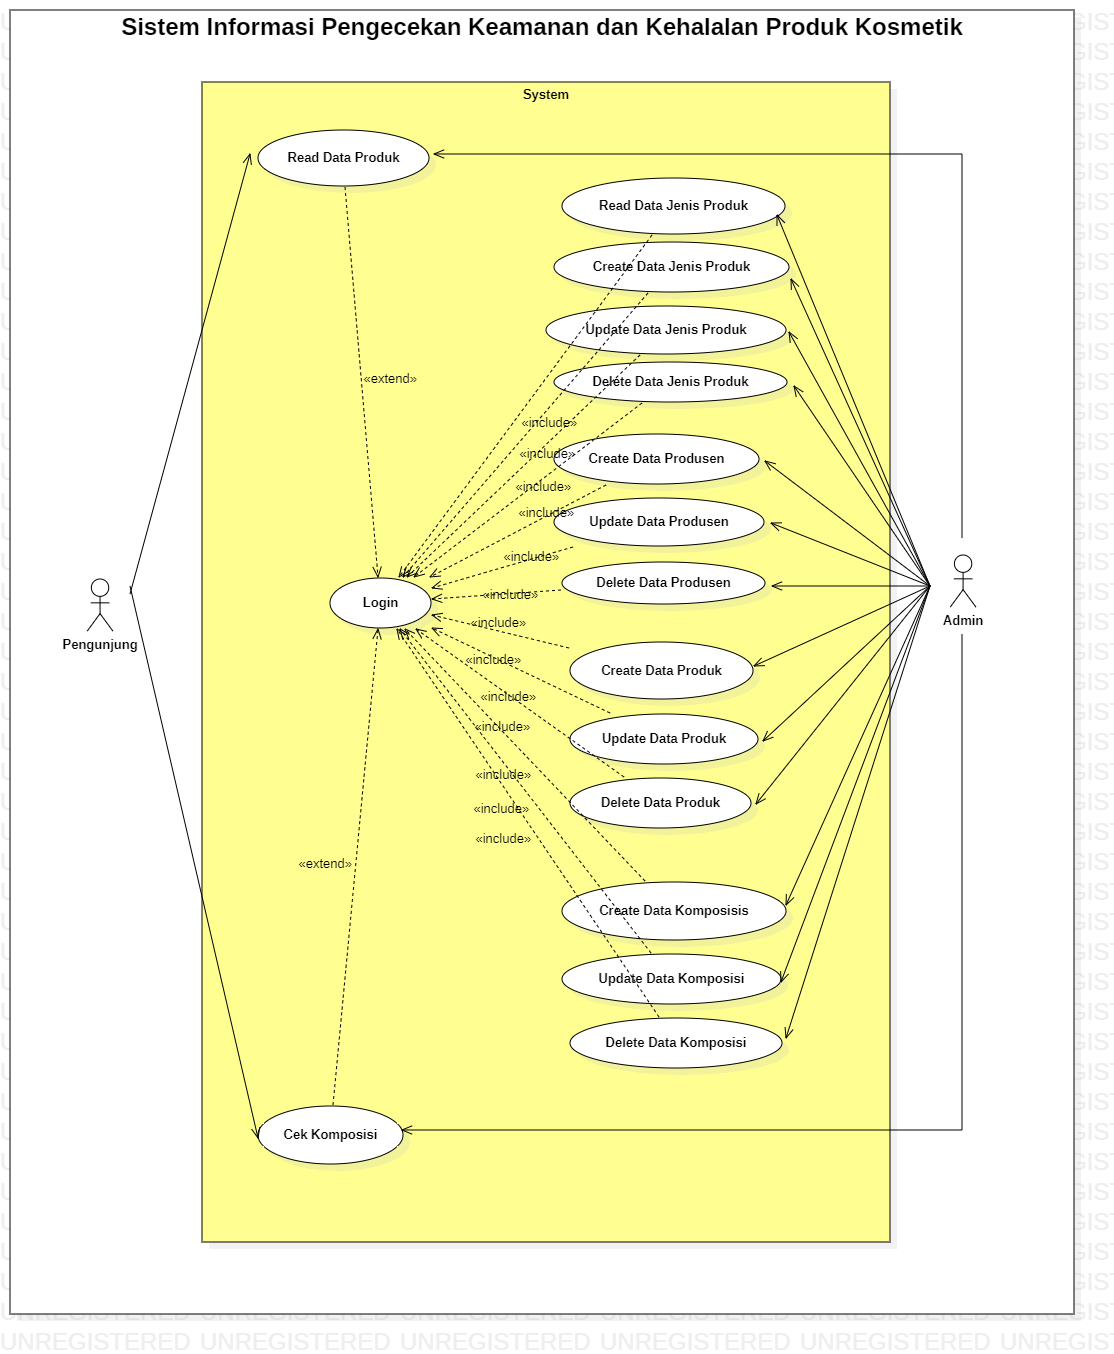 Sistem Informasi Pengecekan Keamanan dan Kehalalan Produk Kosmetik
System
Read Data Produk
Read Data Jenis Produk
Create Data Jenis Produk
Update Data Jenis Produk
«extend»
Delete Data Jenis Produk
«include»
«include»
Create Data Produsen
«include»
«include»
Update Data Produsen
«include»
Delete Data Produsen
«include»
Login
Admin
«include»
Pengunjung
«include»
Create Data Produk
«include»
«include»
Update Data Produk
«include»
Delete Data Produk
«include»
«include»
«extend»
Create Data Komposisis
Update Data Komposisi
Delete Data Komposisi
Cek Komposisi
UNREGISTERED UNREGISTERED UNREGISTERED UNREGISTERED UNREGISTERED